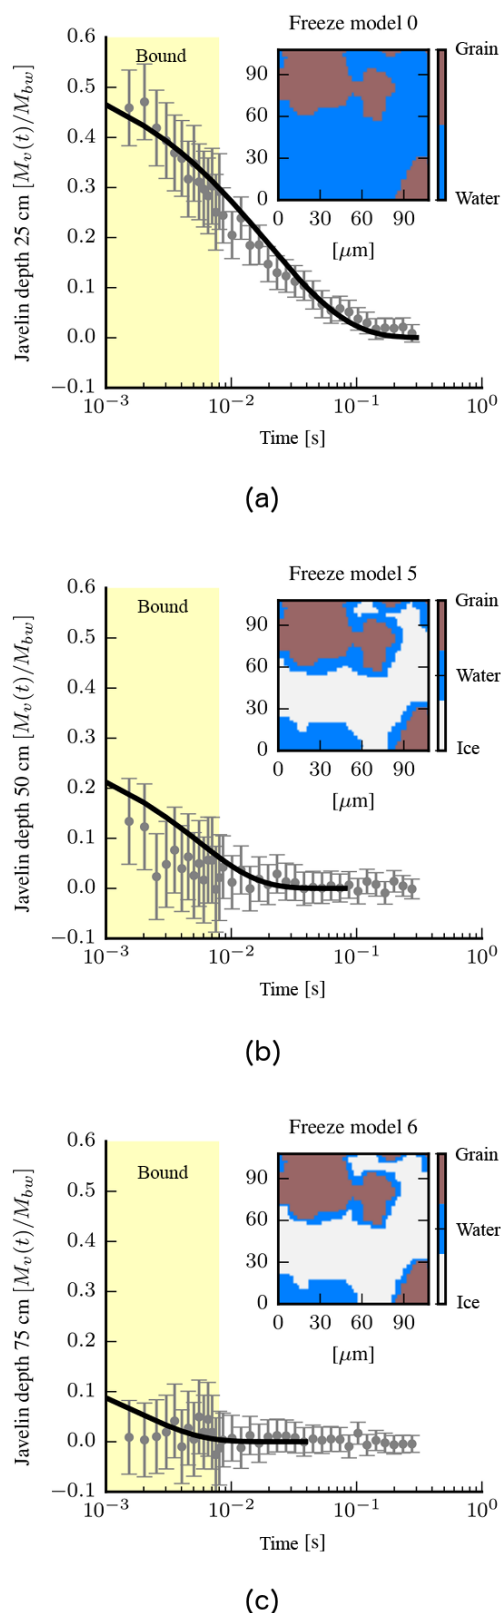 Freeze model 0
Javelin depth 25 cm [M_v(t)/M_{bw}]
0.6
0.5
0.4
0.3
0.2
0.1
0.0
−0.1
Bound
90
60
30
0
0 30 60 90
[μm]
Grain
Water
10^{−3} 10^{−2} 10^{−1} 10^{0}
Time [s]
(a)
Freeze model 5
Javelin depth 50 cm [M_v(t)/M_{bw}]
0.6
0.5
0.4
0.3
0.2
0.1
0.0
−0.1
Bound
90
60
30
0
0 30 60 90
[μm]
Grain
Water
Ice
10^{−3} 10^{−2} 10^{−1} 10^{0}
Time [s]
(b)
Freeze model 6
Javelin depth 75 cm [M_v(t)/M_{bw}]
0.6
0.5
0.4
0.3
0.2
0.1
0.0
−0.1
Bound
90
60
30
0
0 30 60 90
[μm]
Grain
Water
Ice
10^{−3} 10^{−2} 10^{−1} 10^{0}
Time [s]
(c)